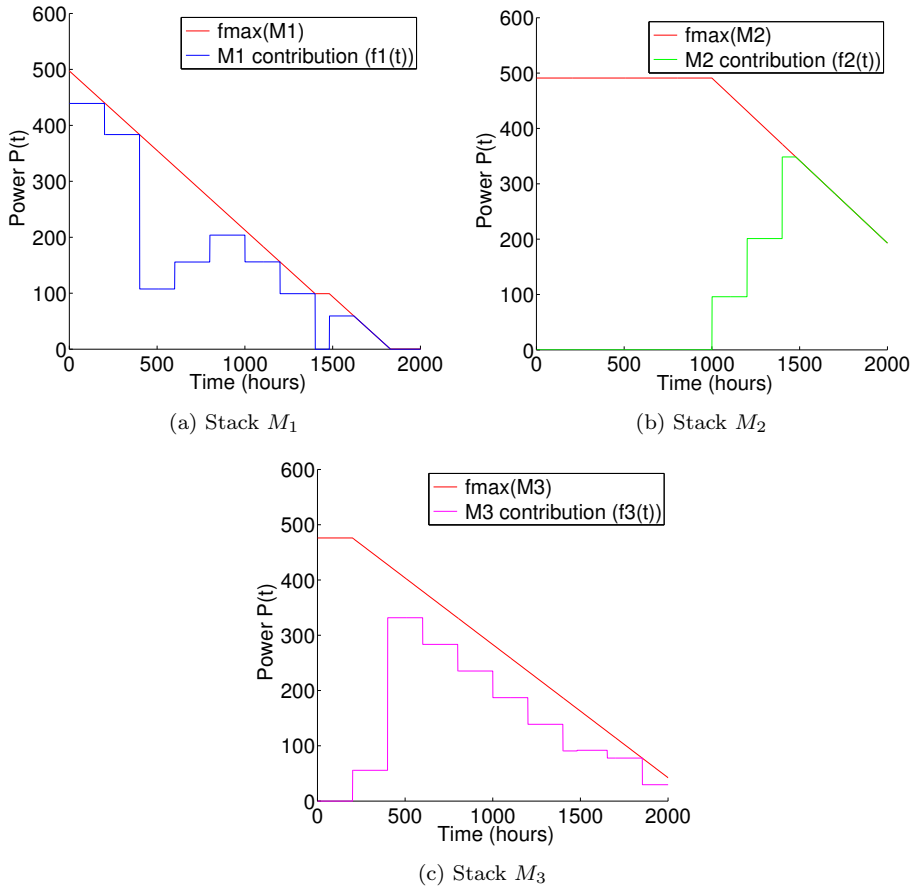 600
500
400
300
200
100
0
Power P(t)
fmax(M1)
M1 contribution (f1(t))
0 500 1000 1500 2000
Time (hours)
(a) Stack M₁
600
500
400
300
200
100
0
Power P(t)
fmax(M2)
M2 contribution (f2(t))
0 500 1000 1500 2000
Time (hours)
(b) Stack M₂
600
500
400
300
200
100
0
Power P(t)
fmax(M3)
M3 contribution (f3(t))
0 500 1000 1500 2000
Time (hours)
(c) Stack M₃